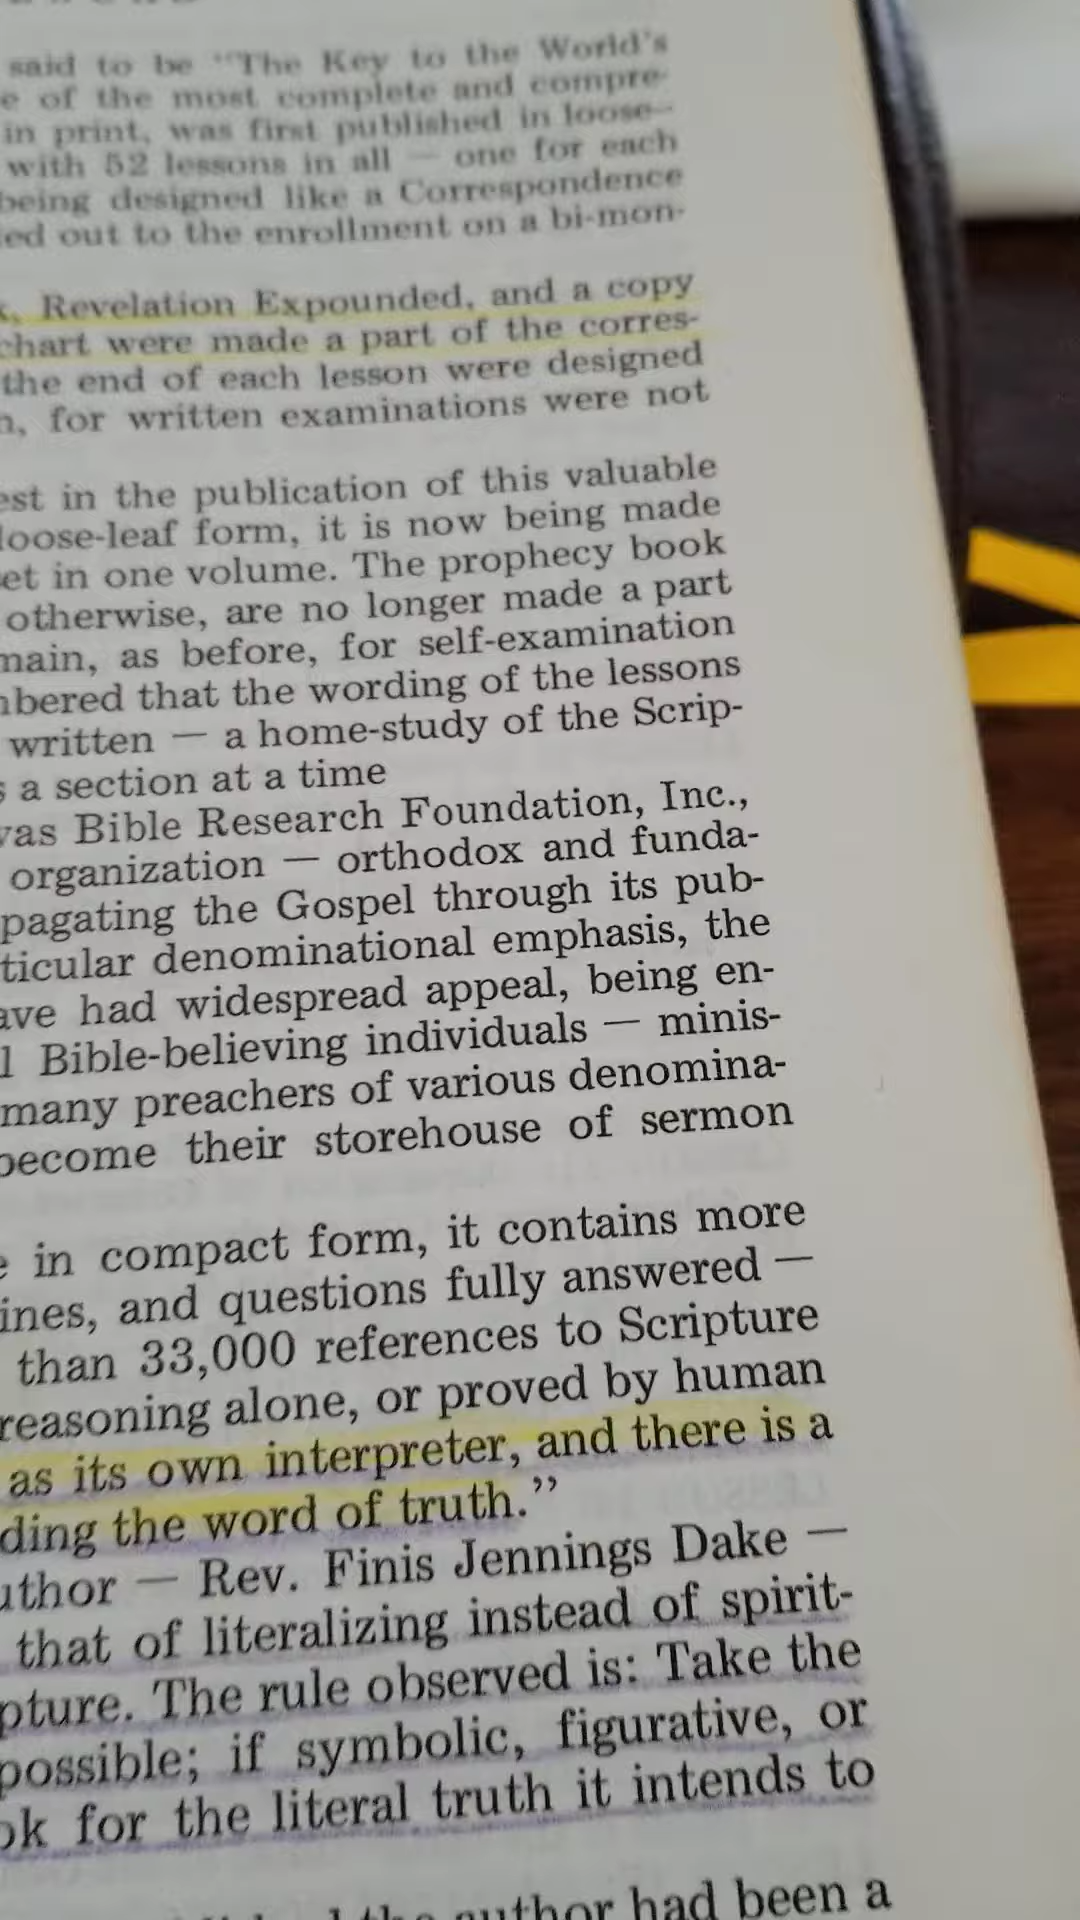 said to be "The Key to the World's
e of the most complete and compre-
in print, was first published in loose-
with 52 lessons in all — one for each
being designed like a Correspondence
ed out to the enrollment on a bi-mon-
Revelation Expounded, and a copy
chart were made a part of the corres-
the end of each lesson were designed
n, for written examinations were not
est in the publication of this valuable
loose-leaf form, it is now being made
et in one volume. The prophecy book
otherwise, are no longer made a part
main, as before, for self-examination
bered that the wording of the lessons
written — a home-study of the Scrip-
s a section at a time
was Bible Research Foundation, Inc.,
organization — orthodox and funda-
pagating the Gospel through its pub-
ticular denominational emphasis, the
ave had widespread appeal, being en-
l Bible-believing individuals — minis-
many preachers of various denomina-
become their storehouse of sermon
e in compact form, it contains more
ines, and questions fully answered —
than 33,000 references to Scripture
reasoning alone, or proved by human
as its own interpreter, and there is a
ding the word of truth."
uthor — Rev. Finis Jennings Dake —
that of literalizing instead of spirit-
pture. The rule observed is: Take the
possible; if symbolic, figurative, or
ok for the literal truth it intends to
the author had been a